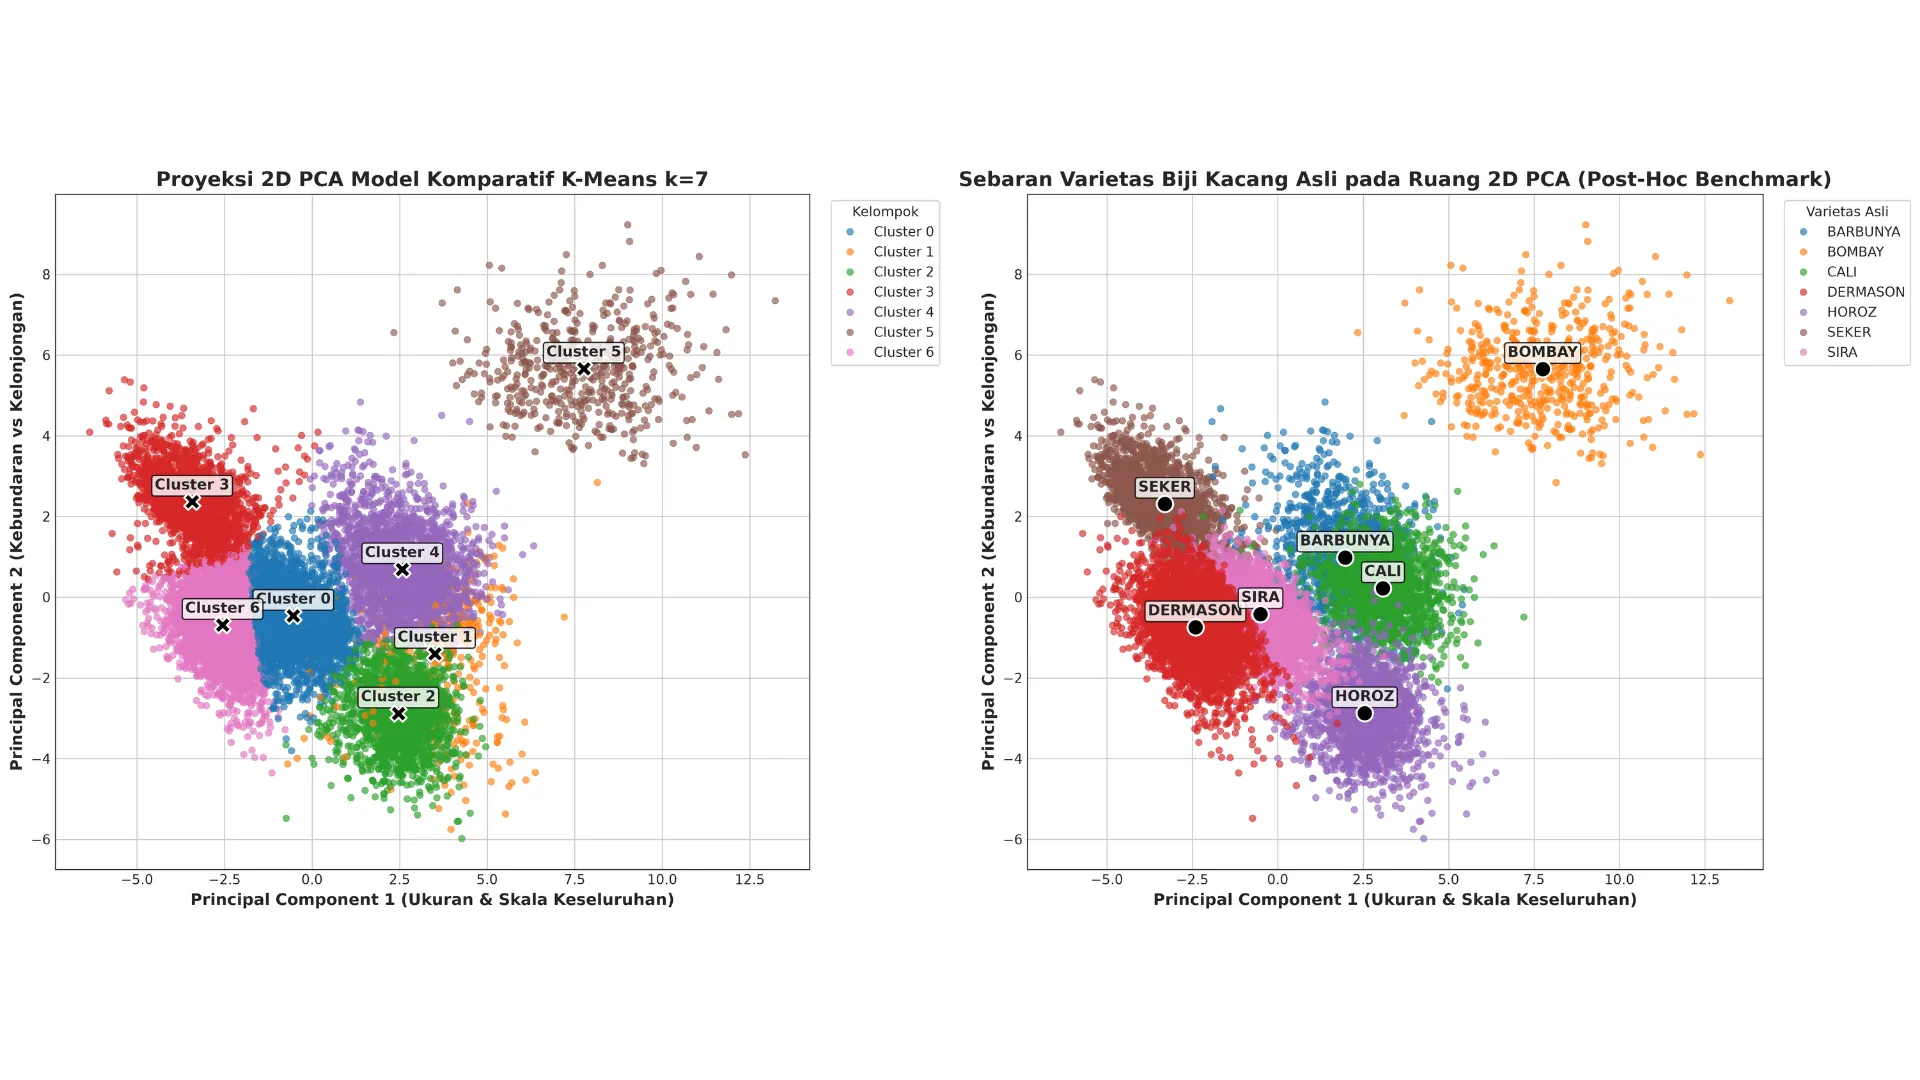 Proyeksi 2D PCA Model Komparatif K-Means k=7
Principal Component 2 (Kebundaran vs Kelonjongan)
8
6
4
2
0
−2
−4
−6
Cluster 5
Cluster 3
Cluster 4
Cluster 0
Cluster 6
Cluster 1
Cluster 2
−5.0
−2.5
0.0
2.5
5.0
7.5
10.0
12.5
Principal Component 1 (Ukuran & Skala Keseluruhan)
Kelompok
Cluster 0
Cluster 1
Cluster 2
Cluster 3
Cluster 4
Cluster 5
Cluster 6
Sebaran Varietas Biji Kacang Asli pada Ruang 2D PCA (Post-Hoc Benchmark)
Principal Component 2 (Kebundaran vs Kelonjongan)
8
6
4
2
0
−2
−4
−6
BOMBAY
SEKER
BARBUNYA
CALI
SIRA
DERMASON
HOROZ
−5.0
−2.5
0.0
2.5
5.0
7.5
10.0
12.5
Principal Component 1 (Ukuran & Skala Keseluruhan)
Varietas Asli
BARBUNYA
BOMBAY
CALI
DERMASON
HOROZ
SEKER
SIRA